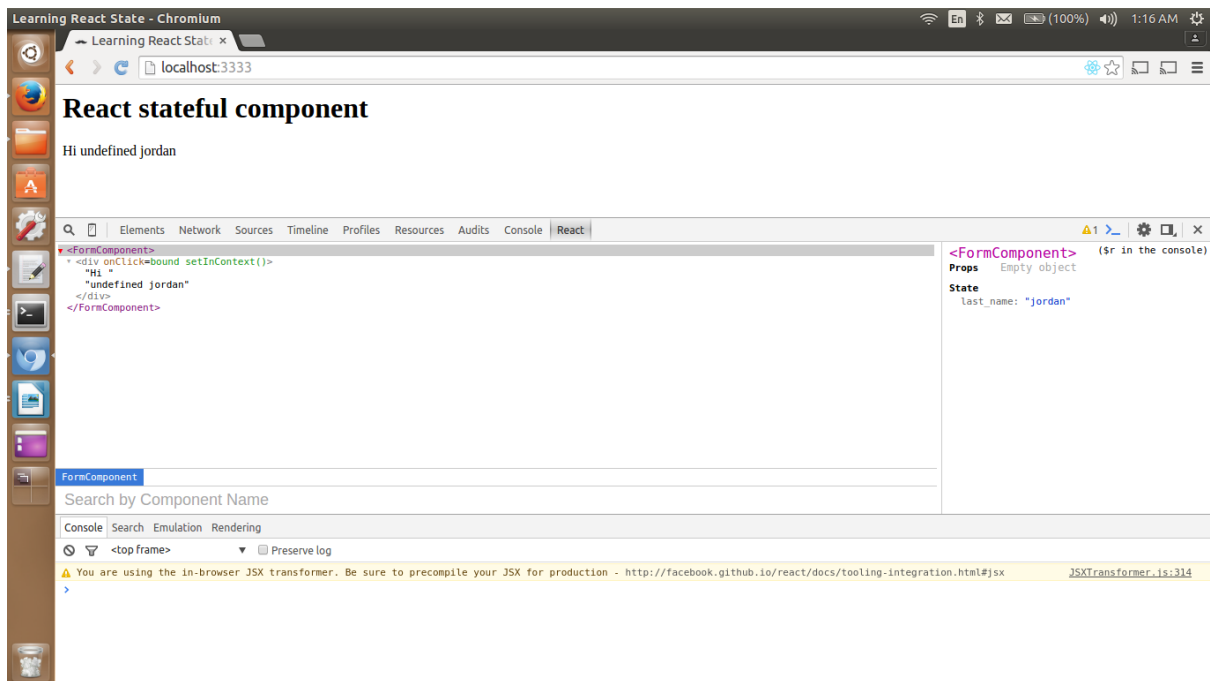 Learning React State - Chromium
En (100%) 1:16 AM
Learning React State ×
localhost:3333
React stateful component
Hi undefined jordan
Elements Network Sources Timeline Profiles Resources Audits Console React
1
<FormComponent>
<div onClick=bound setInContext()>
"Hi "
"undefined jordan"
</div>
</FormComponent>
<FormComponent> ($r in the console)
Props Empty object
State
last_name: "jordan"
FormComponent
Search by Component Name
Console Search Emulation Rendering
<top frame> ▼ Preserve log
You are using the in-browser JSX transformer. Be sure to precompile your JSX for production - http://facebook.github.io/react/docs/tooling-integration.html#jsx JSXTransformer.js:314
>